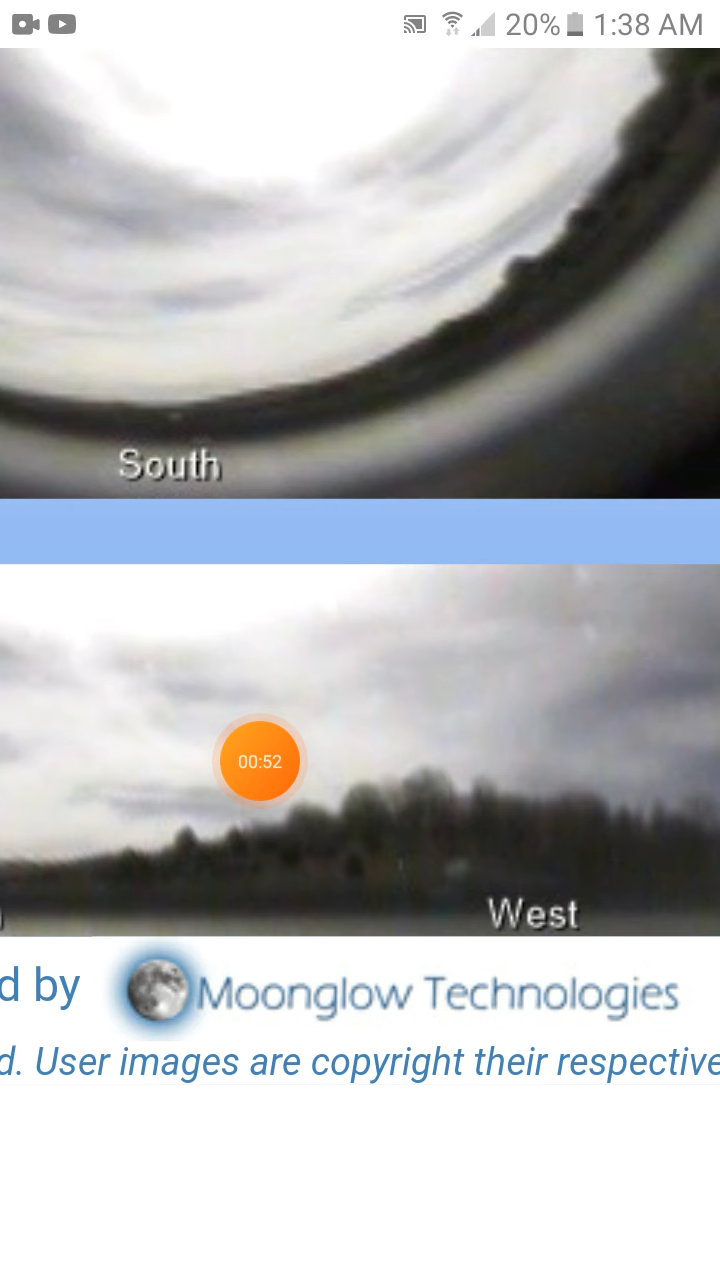 20% 1:38 AM
South
00:52
West
d by Moonglow Technologies
d. User images are copyright their respective